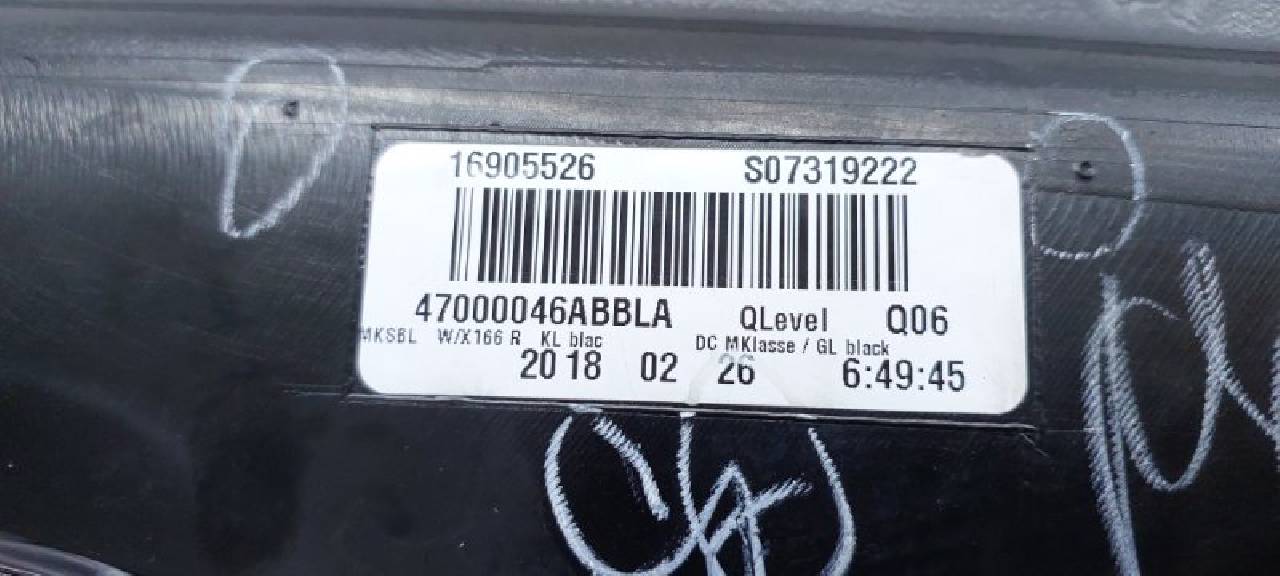 16905526 S07319222
47000046ABBLA QLevel Q06
MKSBL W/X166 R KL blac DC MKlasse / GL black
2018 02 26 6:49:45